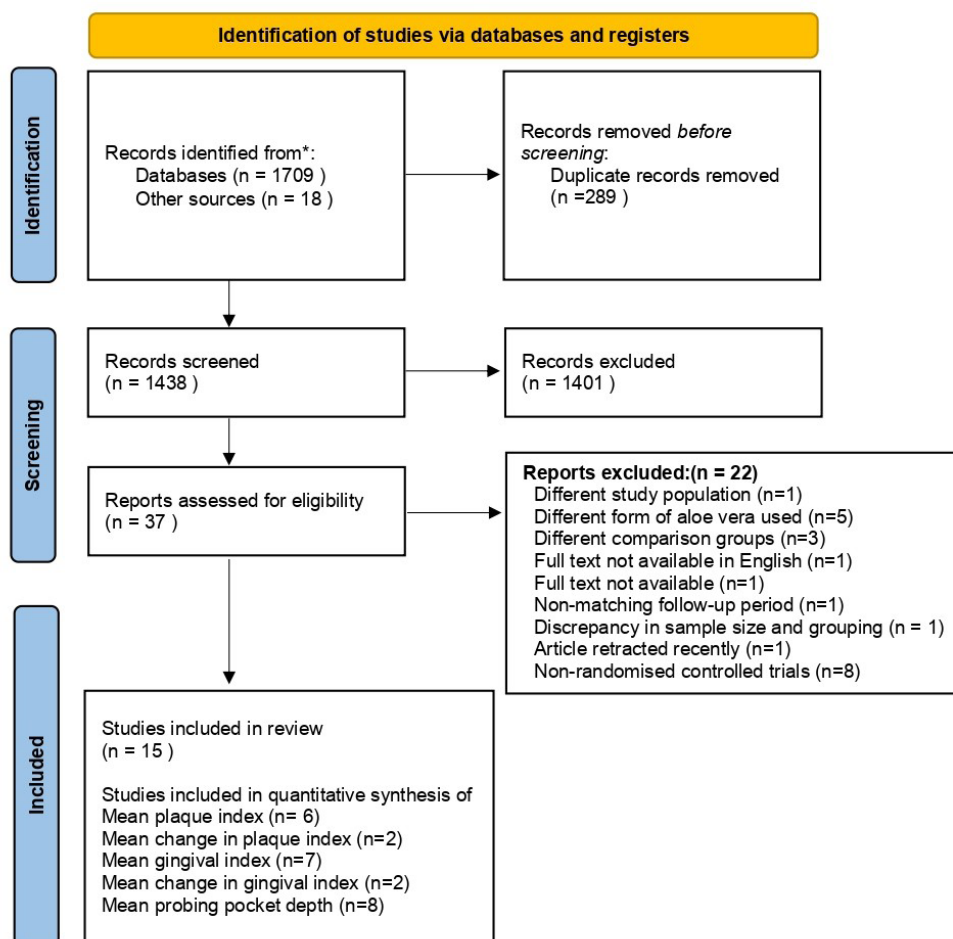 Identification of studies via databases and registers
Identification
Records identified from*:
Databases (n = 1709 )
Other sources (n = 18 )
Records removed before
screening:
Duplicate records removed
(n =289 )
Screening
Records screened
(n = 1438 )
Records excluded
(n = 1401 )
Reports assessed for eligibility
(n = 37 )
Reports excluded:(n = 22)
Different study population (n=1)
Different form of aloe vera used (n=5)
Different comparison groups (n=3)
Full text not available in English (n=1)
Full text not available (n=1)
Non-matching follow-up period (n=1)
Discrepancy in sample size and grouping (n = 1)
Article retracted recently (n=1)
Non-randomised controlled trials (n=8)
Included
Studies included in review
(n = 15 )
Studies included in quantitative synthesis of
Mean plaque index (n= 6)
Mean change in plaque index (n=2)
Mean gingival index (n=7)
Mean change in gingival index (n=2)
Mean probing pocket depth (n=8)